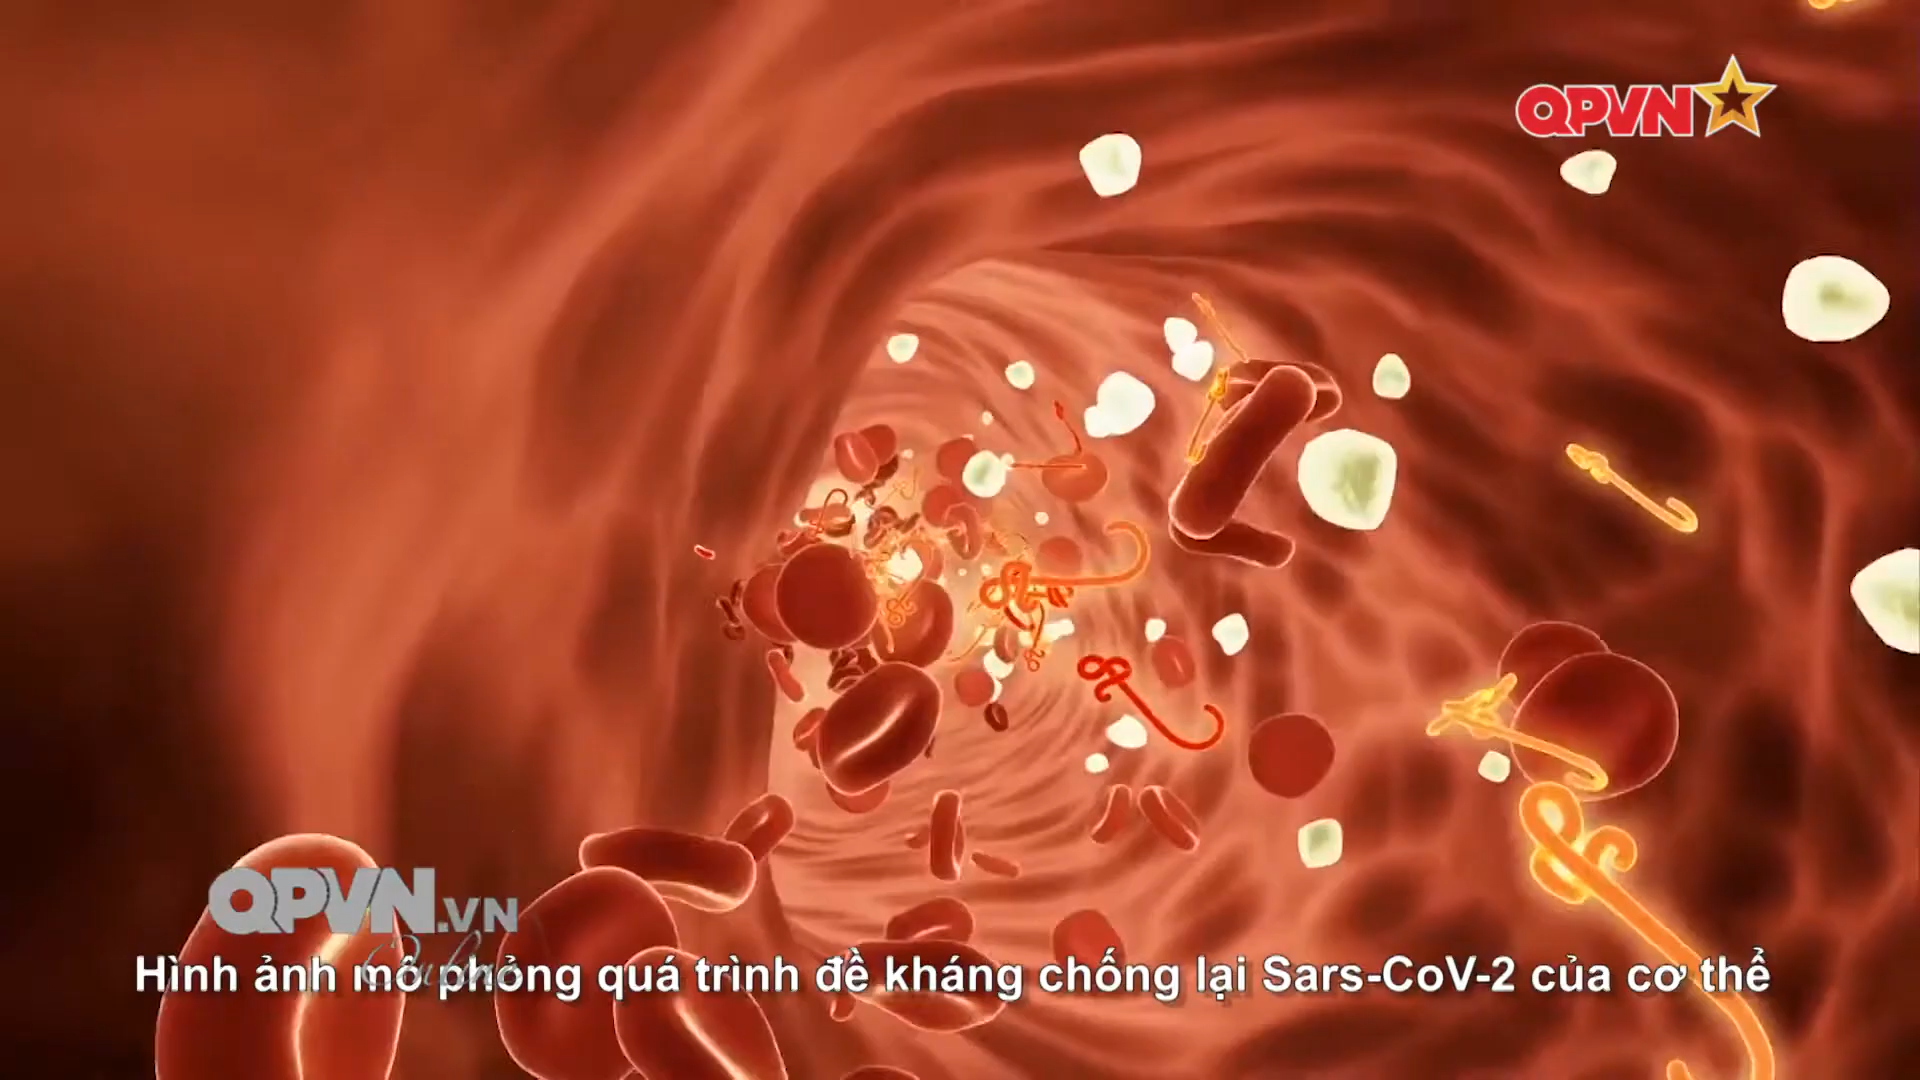 QPVN
QPVN.VN
Online
Hình ảnh mô phỏng quá trình đề kháng chống lại Sars-CoV-2 của cơ thể